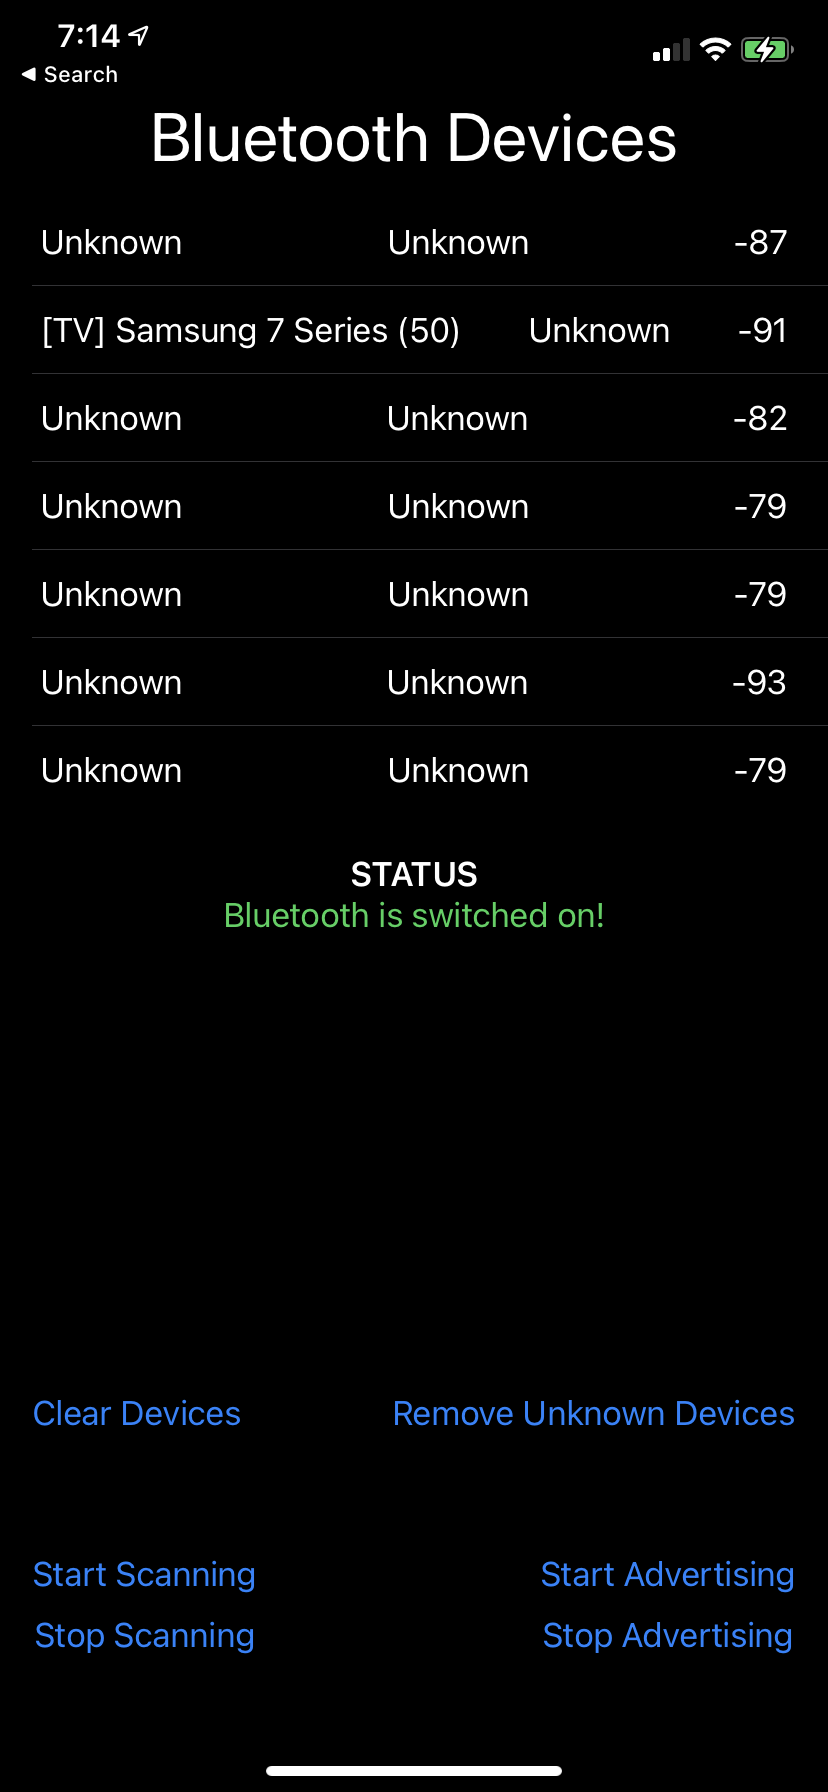 7:14
◀ Search
Bluetooth Devices
Unknown Unknown -87
[TV] Samsung 7 Series (50) Unknown -91
Unknown Unknown -82
Unknown Unknown -79
Unknown Unknown -79
Unknown Unknown -93
Unknown Unknown -79
STATUS
Bluetooth is switched on!
Clear Devices Remove Unknown Devices
Start Scanning Start Advertising
Stop Scanning Stop Advertising